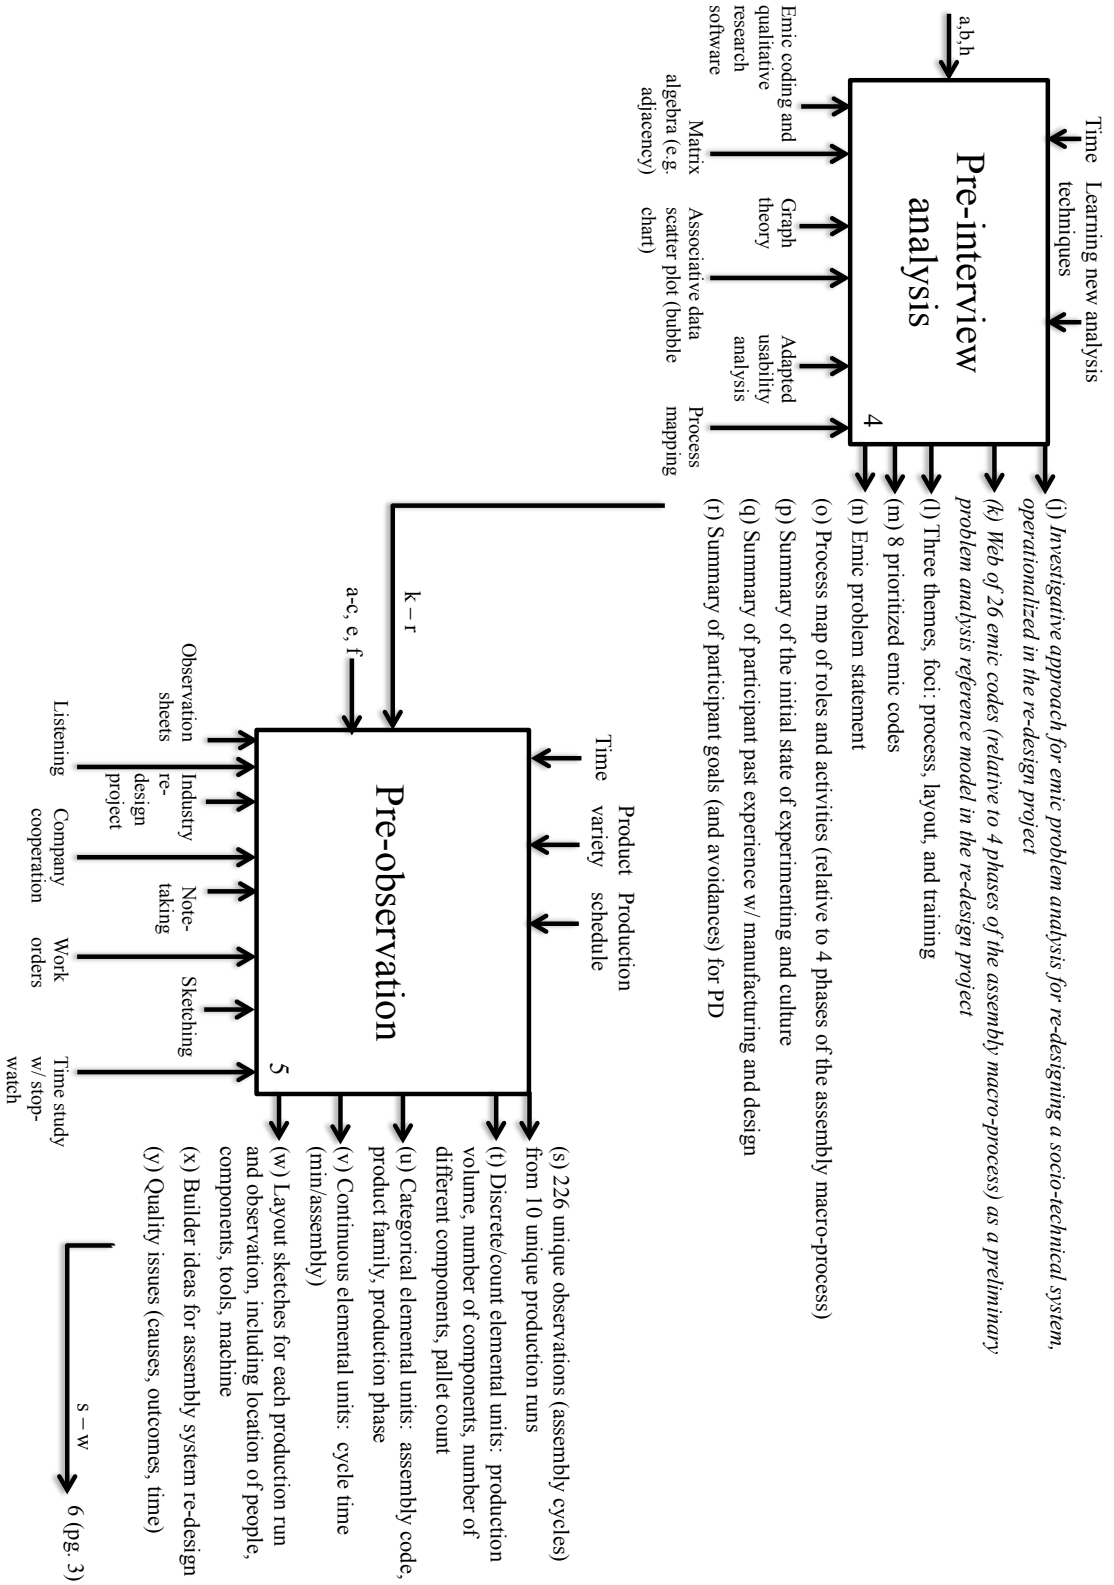 a,b,h
Time
Learning new analysis
techniques
Pre-interview
analysis
4
Emic coding and
qualitative
research
software
Matrix
algebra (e.g.
adjacency)
Graph
theory
Associative data
scatter plot (bubble
chart)
Adapted
usability
analysis
Process
mapping
(j) Investigative approach for emic problem analysis for re-designing a socio-technical system,
operationalized in the re-design project
(k) Web of 26 emic codes (relative to 4 phases of the assembly macro-process) as a preliminary
problem analysis reference model in the re-design project
(l) Three themes, foci: process, layout, and training
(m) 8 prioritized emic codes
(n) Emic problem statement
(o) Process map of roles and activities (relative to 4 phases of the assembly macro-process)
(p) Summary of the initial state of experimenting and culture
(q) Summary of participant past experience w/ manufacturing and design
(r) Summary of participant goals (and avoidances) for PD
k – r
a-c, e, f
Time
Product
variety
Production
schedule
Pre-observation
5
Observation
sheets
Listening
Industry
re-
design
project
Company
cooperation
Note-
taking
Work
orders
Sketching
Time study
w/ stop-
watch
(s) 226 unique observations (assembly cycles)
from 10 unique production runs
(t) Discrete/count elemental units: production
volume, number of components, number of
different components, pallet count
(u) Categorical elemental units: assembly code,
product family, production phase
(v) Continuous elemental units: cycle time
(min/assembly)
(w) Layout sketches for each production run
and observation, including location of people,
components, tools, machine
(x) Builder ideas for assembly system re-design
(y) Quality issues (causes, outcomes, time)
s – w
6 (pg. 3)